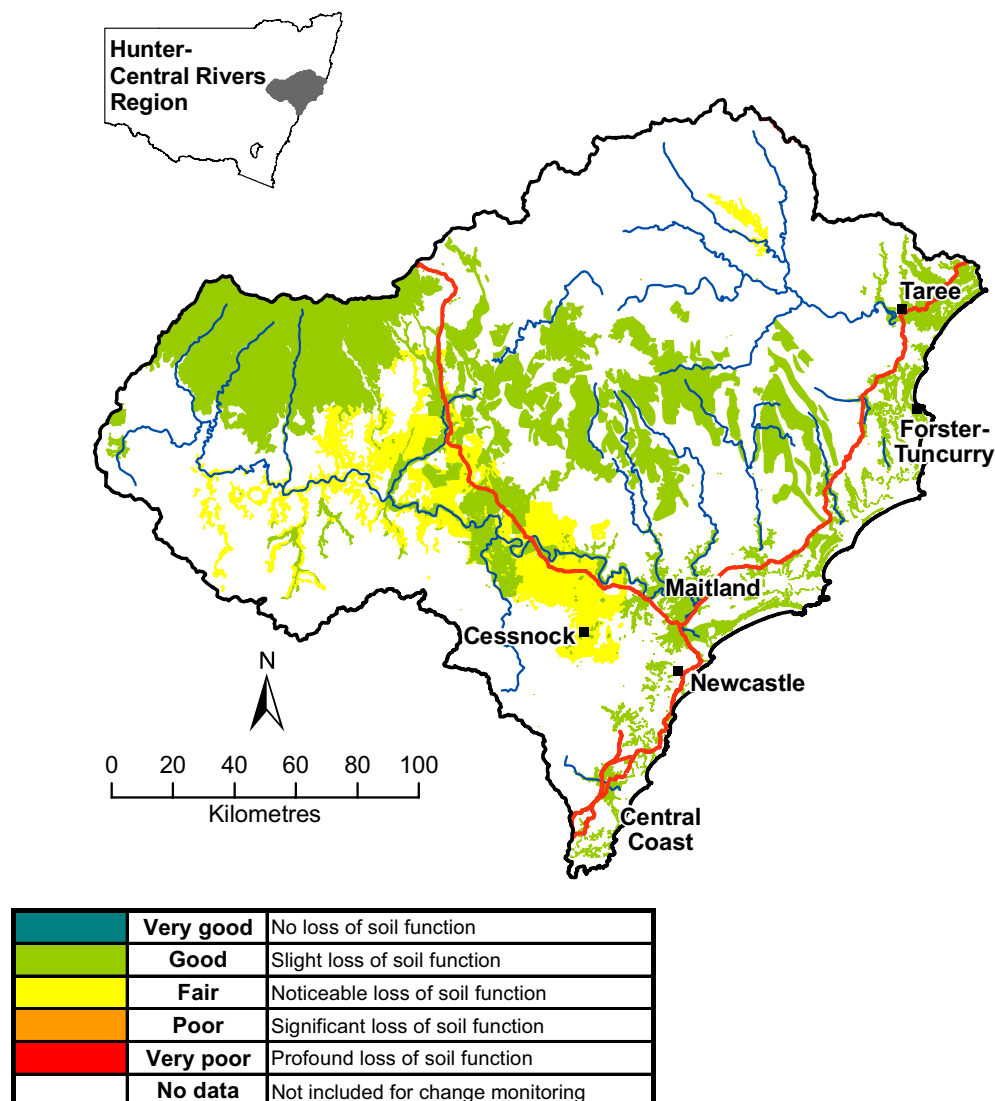 Hunter-
Central Rivers
Region
Taree
Forster-
Tuncurry
Maitland
Cessnock
Newcastle
N
0 20 40 60 80 100
Kilometres
Central
Coast
Very good No loss of soil function
Good Slight loss of soil function
Fair Noticeable loss of soil function
Poor Significant loss of soil function
Very poor Profound loss of soil function
No data Not included for change monitoring